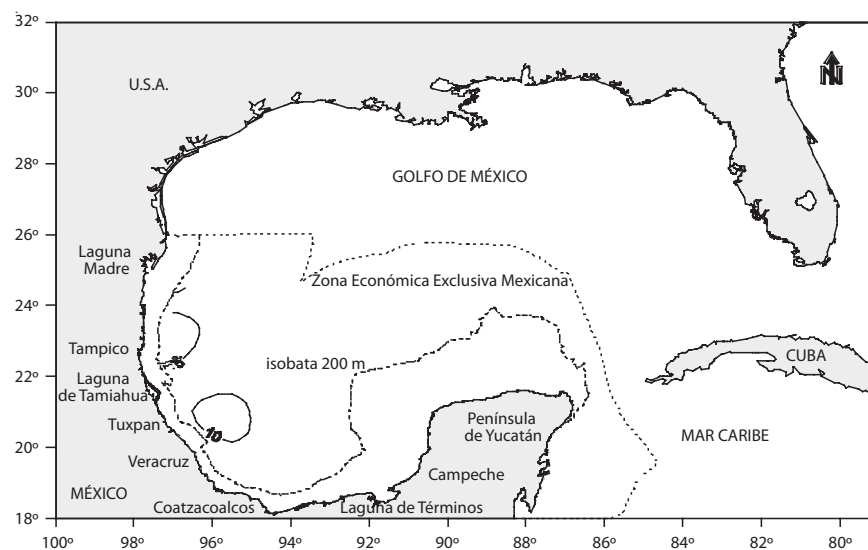 32º
30º
28º
26º
24º
22º
20º
18º
100º
98º
96º
94º
92º
90º
88º
86º
84º
82º
80º
U.S.A.
N
GOLFO DE MÉXICO
Laguna
Madre
Zona Económica Exclusiva Mexicana
Tampico
isobata 200 m
CUBA
Laguna
de Tamiahua
10
Tuxpan
Península
de Yucatán
MAR CARIBE
Veracruz
Campeche
MÉXICO
Coatzacoalcos
Laguna de Términos